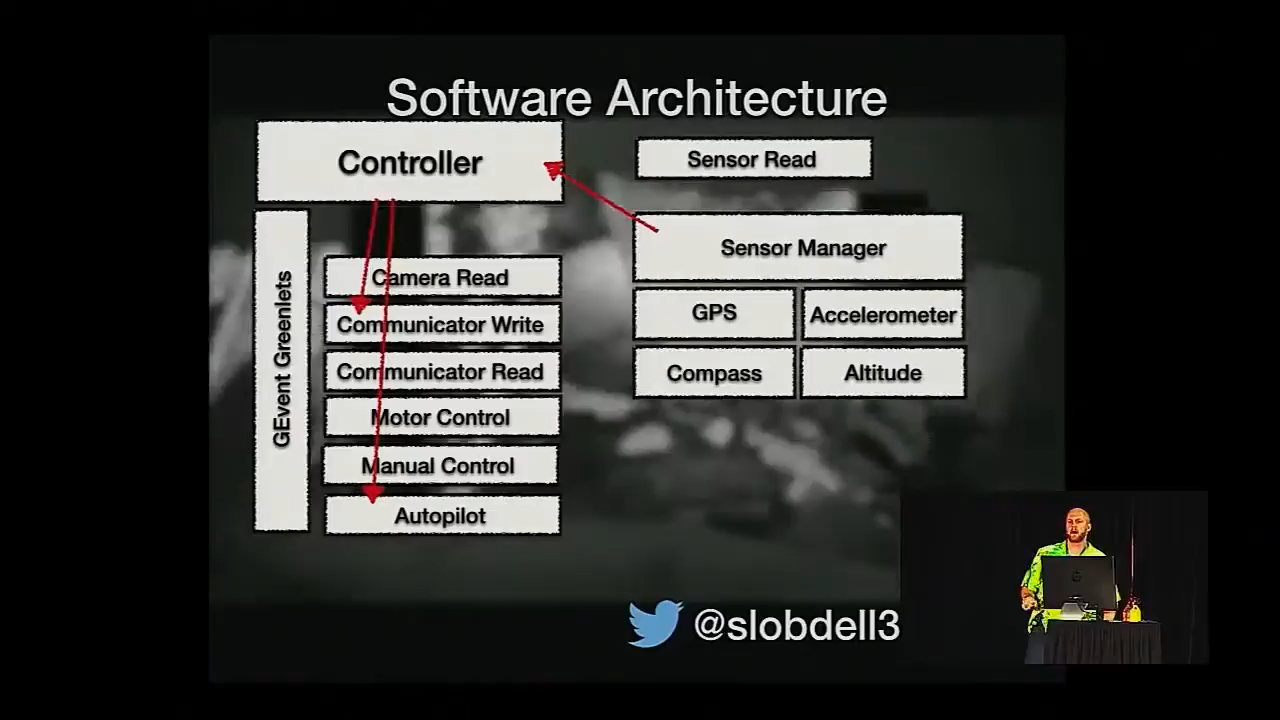 Software Architecture
Controller
Sensor Read
Sensor Manager
GPS
Accelerometer
Compass
Altitude
GEvent Greenlets
Camera Read
Communicator Write
Communicator Read
Motor Control
Manual Control
Autopilot
@slobdell3